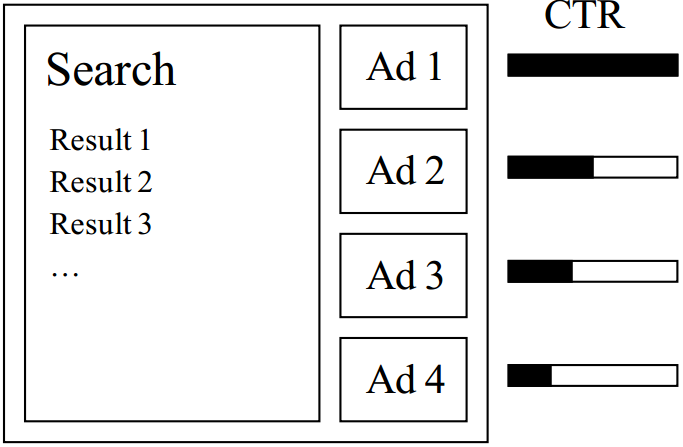 CTR
Search
Result 1
Result 2
Result 3
…
Ad 1
Ad 2
Ad 3
Ad 4